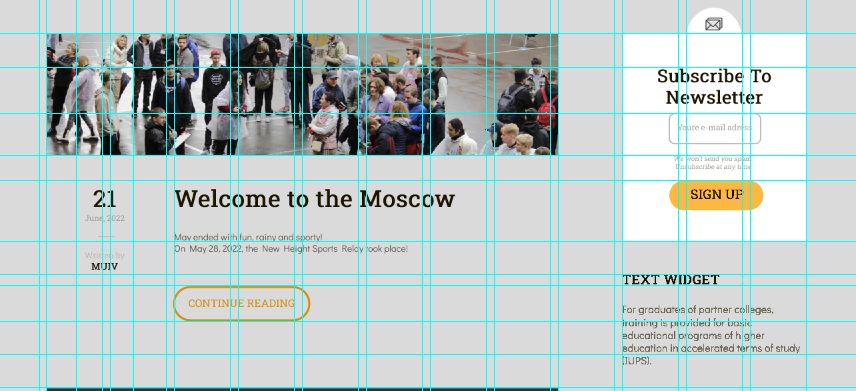 Subscribe To
Newsletter
Youre e-mail adress
We won't send you spam
Unsubscribe at any time
SIGN UP
21
June, 2022
Written by
MUIV
Welcome to the Moscow
May ended with fun, rainy and sporty!
On May 28, 2022, the New Height Sports Relay took place!
CONTINUE READING
TEXT WIDGET
For graduates of partner colleges,
training is provided for basic
educational programs of higher
education in accelerated terms of study
(IUPS).